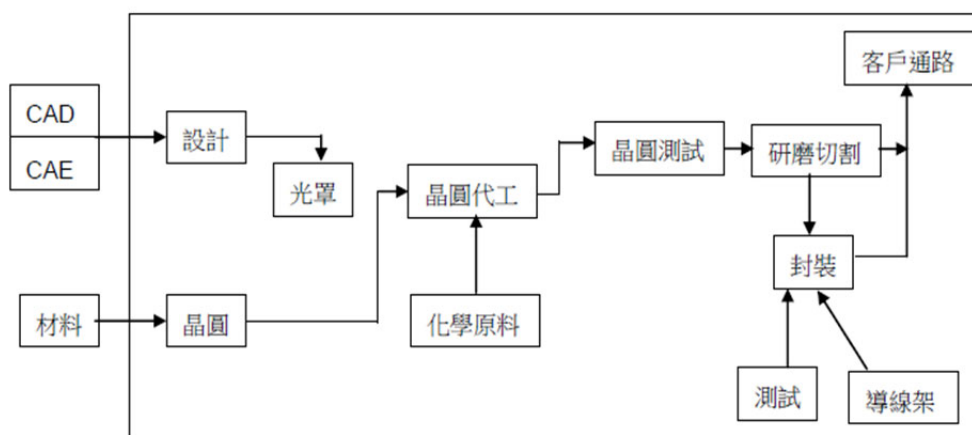 客戶通路
CAD
CAE
設計
晶圓測試
研磨切割
光罩
晶圓代工
封裝
材料
晶圓
化學原料
測試
導線架